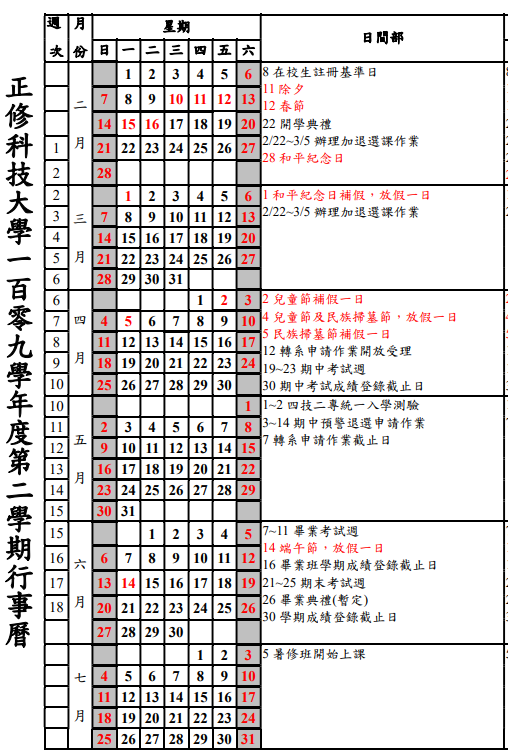 正修科技大學一百零九學年度第二學期行事曆
週次 月份 星期 日間部
日 一 二 三 四 五 六
二月
1 2 3 4 5 6
7 8 9 10 11 12 13
14 15 16 17 18 19 20
1 21 22 23 24 25 26 27
2 28
8 在校生註冊基準日
11 除夕
12 春節
22 開學典禮
2/22~3/5 辦理加退選課作業
28 和平紀念日
三月
2 1 2 3 4 5 6
3 7 8 9 10 11 12 13
4 14 15 16 17 18 19 20
5 21 22 23 24 25 26 27
6 28 29 30 31
1 和平紀念日補假，放假一日
2/22~3/5 辦理加退選課作業
四月
6 1 2 3
7 4 5 6 7 8 9 10
8 11 12 13 14 15 16 17
9 18 19 20 21 22 23 24
10 25 26 27 28 29 30
2 兒童節補假一日
4 兒童節及民族掃墓節，放假一日
5 民族掃墓節補假一日
12 轉系申請作業開放受理
19~23 期中考試週
30 期中考試成績登錄截止日
五月
10 1
11 2 3 4 5 6 7 8
12 9 10 11 12 13 14 15
13 16 17 18 19 20 21 22
14 23 24 25 26 27 28 29
15 30 31
1~2 四技二專統一入學測驗
3~14 期中預警退選申請作業
7 轉系申請作業截止日
六月
15 1 2 3 4 5
16 6 7 8 9 10 11 12
17 13 14 15 16 17 18 19
18 20 21 22 23 24 25 26
27 28 29 30
7~11 畢業考試週
14 端午節，放假一日
16 畢業班學期成績登錄截止日
21~25 期末考試週
26 畢業典禮(暫定)
30 學期成績登錄截止日
七月
1 2 3
4 5 6 7 8 9 10
11 12 13 14 15 16 17
18 19 20 21 22 23 24
25 26 27 28 29 30 31
5 暑修班開始上課